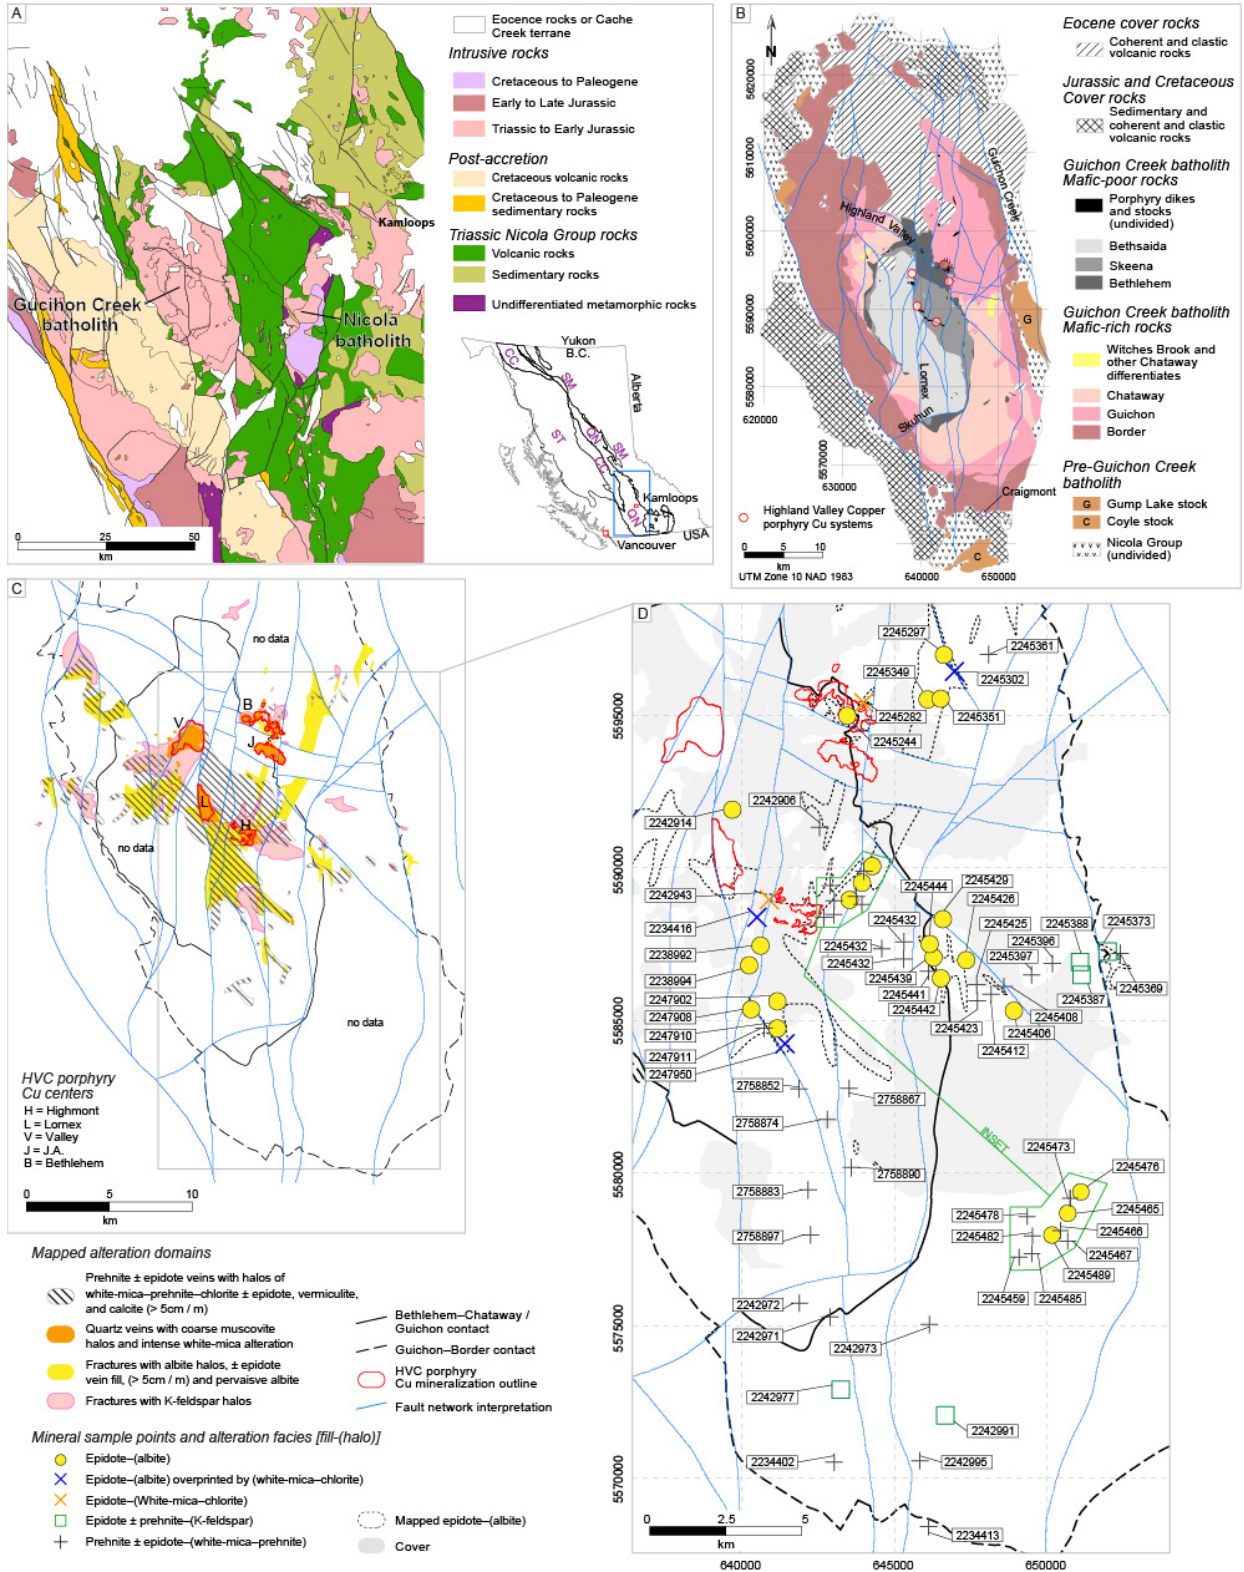 A
Eocence rocks or Cache
Creek terrane
Intrusive rocks
Cretaceous to Paleogene
Early to Late Jurassic
Triassic to Early Jurassic
Post-accretion
Cretaceous volcanic rocks
Cretaceous to Paleogene
sedimentary rocks
Triassic Nicola Group rocks
Volcanic rocks
Sedimentary rocks
Undifferentiated metamorphic rocks
Kamloops
Gucihon Creek
batholith
Nicola
batholith
0 25 50
km
Yukon
B.C.
Alberta
CC
SM
ST
QN
SM
CC
QN
Kamloops
USA
Vancouver
B
N
5620000
5610000
5600000
5590000
5580000
5570000
620000
630000
640000
650000
Guichon Creek
Highland Valley
Lornex
Skuhun
Craigmont
G
C
Highland Valley Copper
porphyry Cu systems
0 5 10
km
UTM Zone 10 NAD 1983
Eocene cover rocks
Coherent and clastic
volcanic rocks
Jurassic and Cretaceous
Cover rocks
Sedimentary and
coherent and clastic
volcanic rocks
Guichon Creek batholith
Mafic-poor rocks
Porphyry dikes
and stocks
(undivided)
Bethsaida
Skeena
Bethlehem
Guichon Creek batholith
Mafic-rich rocks
Witches Brook and
other Chataway
differentiates
Chataway
Guichon
Border
Pre-Guichon Creek
batholith
G Gump Lake stock
C Coyle stock
Nicola Group
(undivided)
C
no data
B
V
J
L
H
no data
no data
HVC porphyry
Cu centers
H = Highmont
L = Lornex
V = Valley
J = J.A.
B = Bethlehem
0 5 10
km
D
2245297
2245361
2245349
2245302
2245282
2245351
2245244
2242906
2242914
2245429
2245444
2245426
2242943
2245432
2245425
2245388
2245373
2234416
2245396
2245432
2245397
2238992
2245432
2245439
2245369
2238994
2245441
2245387
2247902
2245442
2245408
2247908
2245423
2245406
2247910
2245412
2247911
2247950
2758852
2758867
2758874
INSET
2245473
2758890
2245476
2758883
2245478
2245465
2245482
2245466
2758897
2245467
2245489
2245459
2245485
2242972
2242971
2242973
2242977
2242991
2234402
2242995
2234413
5595000
5590000
5585000
5580000
5575000
5570000
0 2.5 5
km
640000
645000
650000
Mapped alteration domains
Prehnite ± epidote veins with halos of
white-mica–prehnite–chlorite ± epidote, vermiculite,
and calcite (> 5cm / m)
Quartz veins with coarse muscovite
halos and intense white-mica alteration
Fractures with albite halos, ± epidote
vein fill, (> 5cm / m) and pervaisve albite
Fractures with K-feldspar halos
Bethlehem–Chataway /
Guichon contact
Guichon–Border contact
HVC porphyry
Cu mineralization outline
Fault network interpretation
Mineral sample points and alteration facies [fill-(halo)]
Epidote–(albite)
Epidote–(albite) overprinted by (white-mica–chlorite)
Epidote–(White-mica–chlorite)
Epidote ± prehnite–(K-feldspar)
Prehnite ± epidote–(white-mica–prehnite)
Mapped epidote–(albite)
Cover